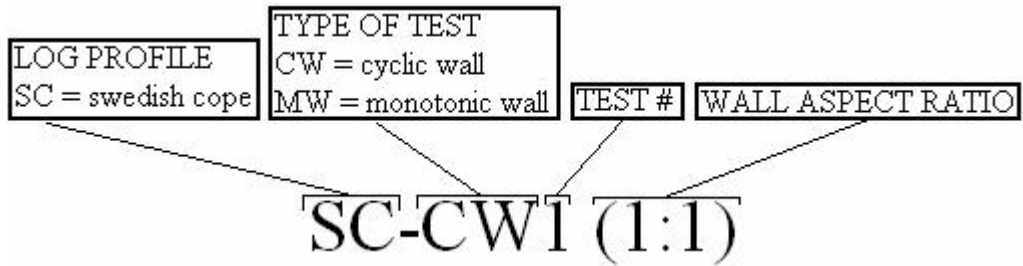 LOG PROFILE
SC = swedish cope
TYPE OF TEST
CW = cyclic wall
MW = monotonic wall
TEST #
WALL ASPECT RATIO
SC-CW1 (1:1)